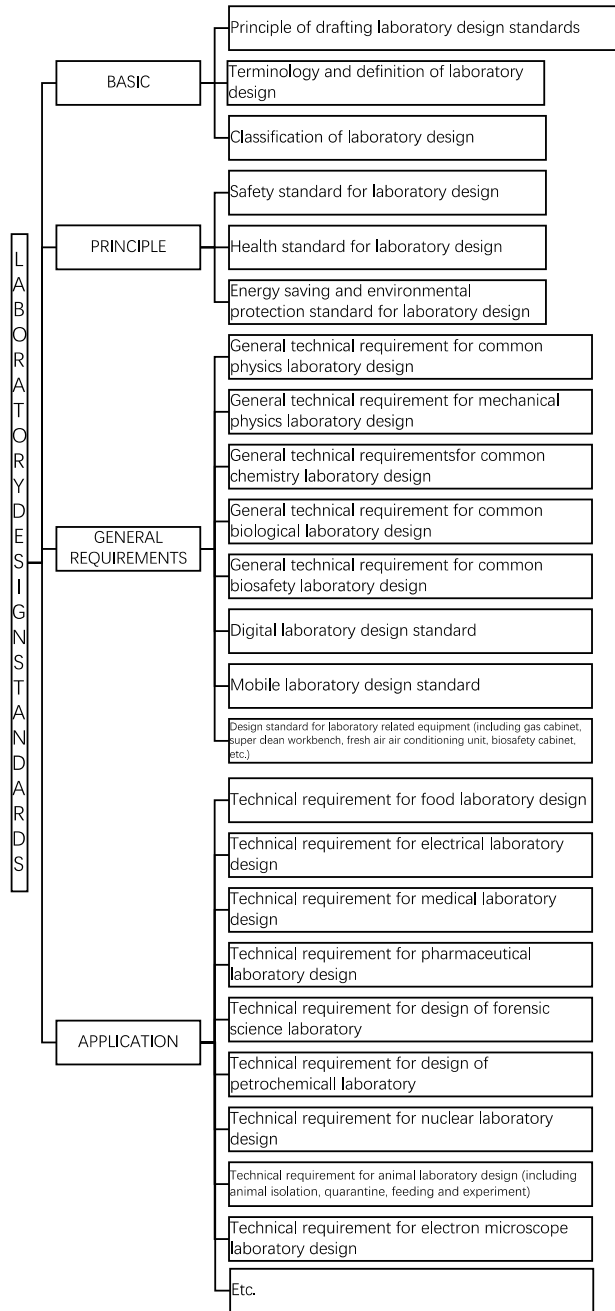 LABORATORY DESIGN STANDARDS
BASIC
Principle of drafting laboratory design standards
Terminology and definition of laboratory
design
Classification of laboratory design
PRINCIPLE
Safety standard for laboratory design
Health standard for laboratory design
Energy saving and environmental
protection standard for laboratory design
GENERAL
REQUIREMENTS
General technical requirement for common
physics laboratory design
General technical requirement for mechanical
physics laboratory design
General technical requirementsfor common
chemistry laboratory design
General technical requirement for common
biological laboratory design
General technical requirement for common
biosafety laboratory design
Digital laboratory design standard
Mobile laboratory design standard
Design standard for laboratory related equipment (including gas cabinet,
super clean workbench, fresh air air conditioning unit, biosafety cabinet,
etc.)
APPLICATION
Technical requirement for food laboratory design
Technical requirement for electrical laboratory
design
Technical requirement for medical laboratory
design
Technical requirement for pharmaceutical
laboratory design
Technical requirement for design of forensic
science laboratory
Technical requirement for design of
petrochemicall laboratory
Technical requirement for nuclear laboratory
design
Technical requirement for animal laboratory design (including
animal isolation, quarantine, feeding and experiment)
Technical requirement for electron microscope
laboratory design
Etc.